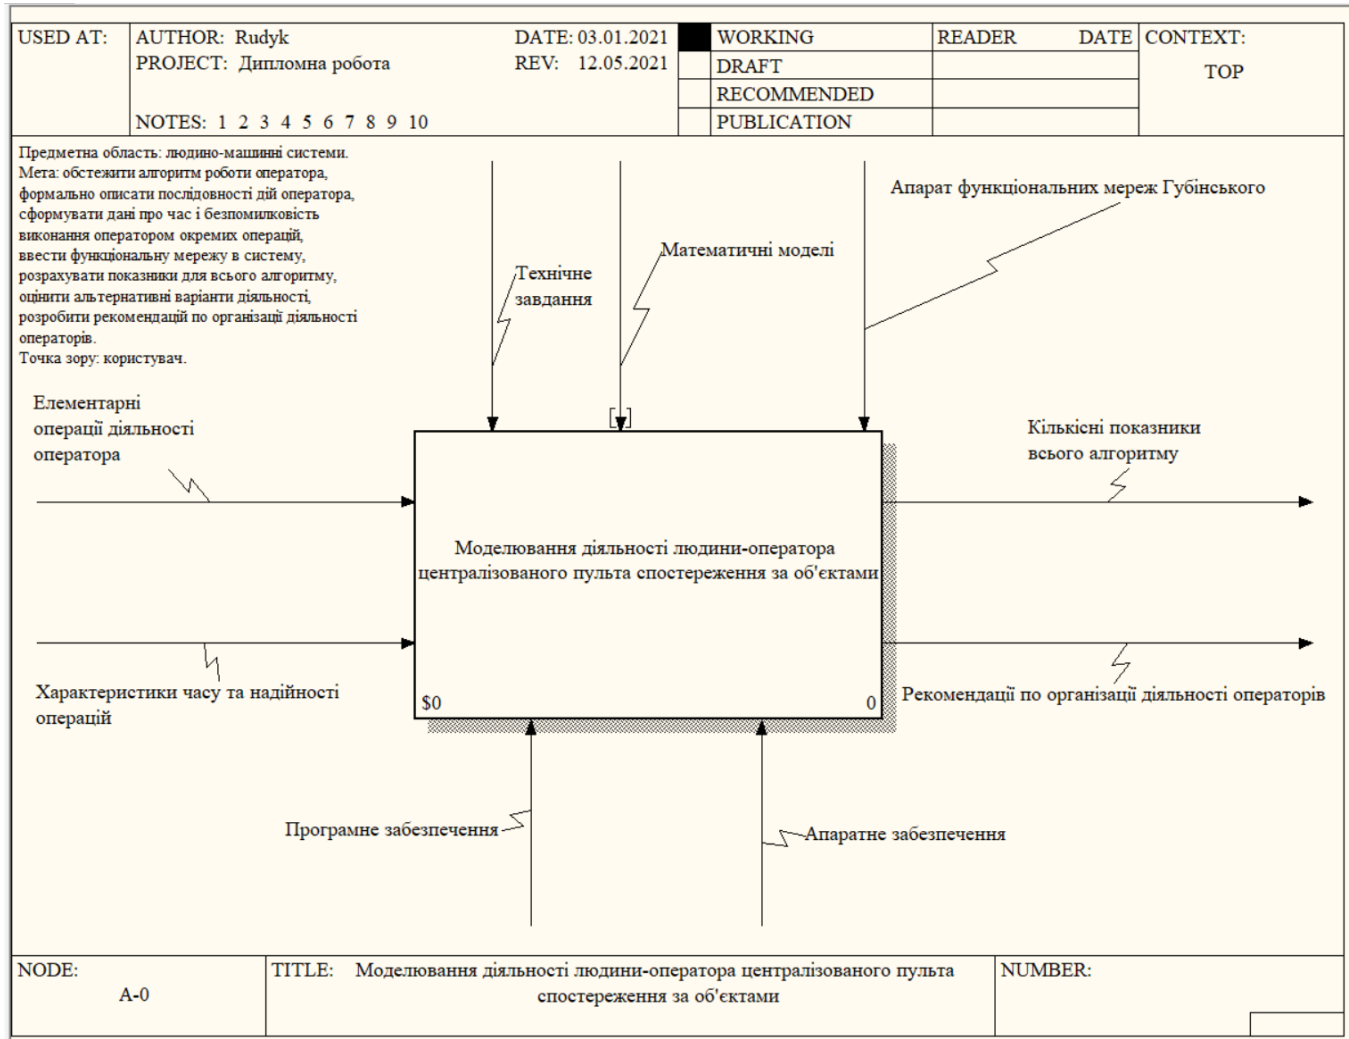 USED AT:
AUTHOR: Rudyk
DATE: 03.01.2021
PROJECT: Дипломна робота
REV: 12.05.2021
NOTES: 1 2 3 4 5 6 7 8 9 10
WORKING
DRAFT
RECOMMENDED
PUBLICATION
READER
DATE
CONTEXT:
TOP
Предметна область: людино-машинні системи.
Мета: обстежити алгоритм роботи оператора,
формально описати послідовності дій оператора,
сформувати дані про час і безпомилковість
виконання оператором окремих операцій,
ввести функціональну мережу в систему,
розрахувати показники для всього алгоритму,
оцінити альтернативні варіанти діяльності,
розробити рекомендацій по організації діяльності
операторів.
Точка зору: користувач.
Технічне
завдання
Математичні моделі
Апарат функціональних мереж Губінського
Елементарні
операції діяльності
оператора
Кількісні показники
всього алгоритму
Моделювання діяльності людини-оператора
централізованого пульта спостереження за об'єктами
Характеристики часу та надійності
операцій
$0
0
Рекомендації по організації діяльності операторів
Програмне забезпечення
Апаратне забезпечення
NODE:
A-0
TITLE: Моделювання діяльності людини-оператора централізованого пульта
спостереження за об'єктами
NUMBER: